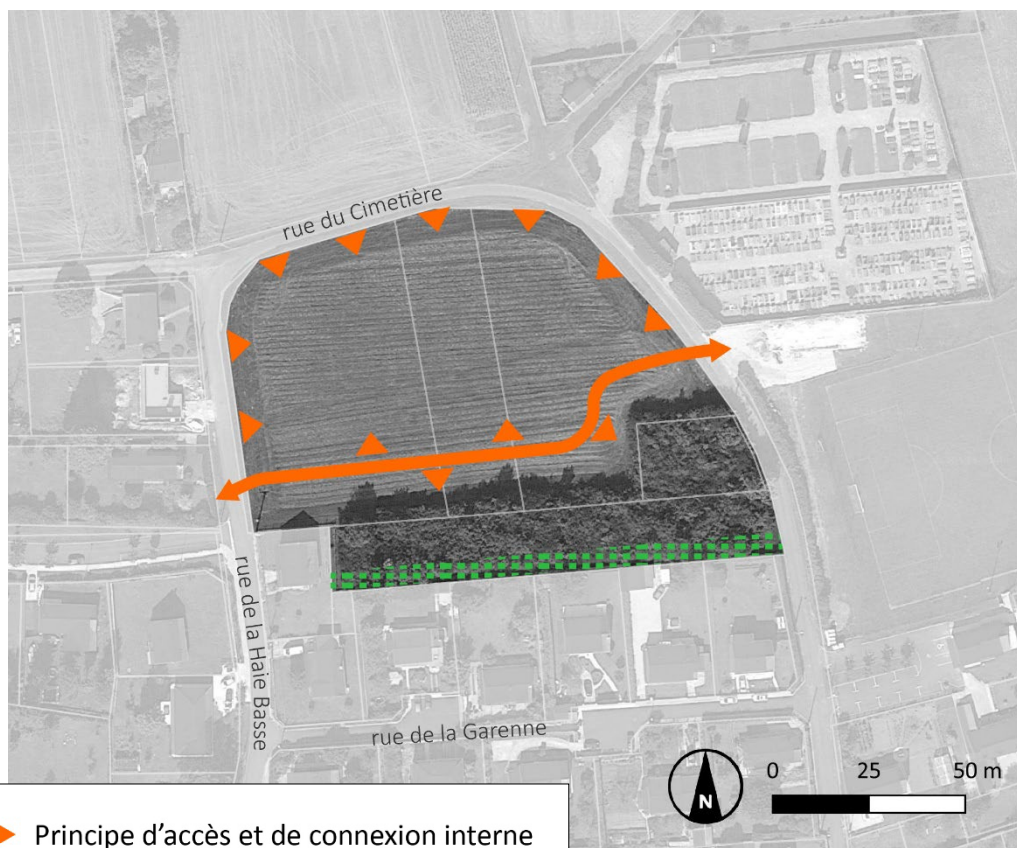 rue du Cimetière
rue de la Haie Basse
rue de la Garenne
N
0 25 50 m
Principe d'accès et de connexion interne